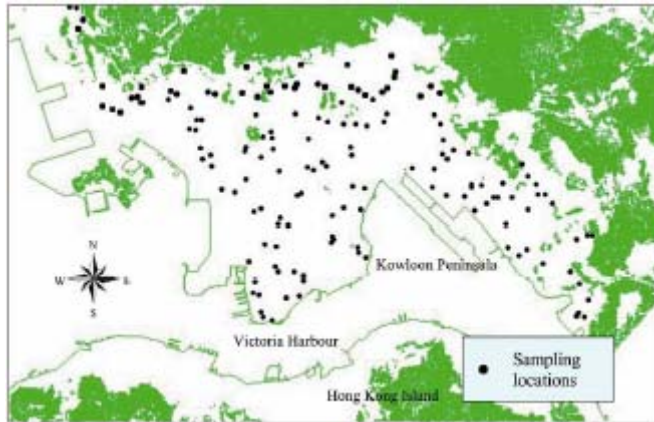 N
W
S
Kowloon Peninsula
Victoria Harbour
Sampling
locations
Hong Kong Island